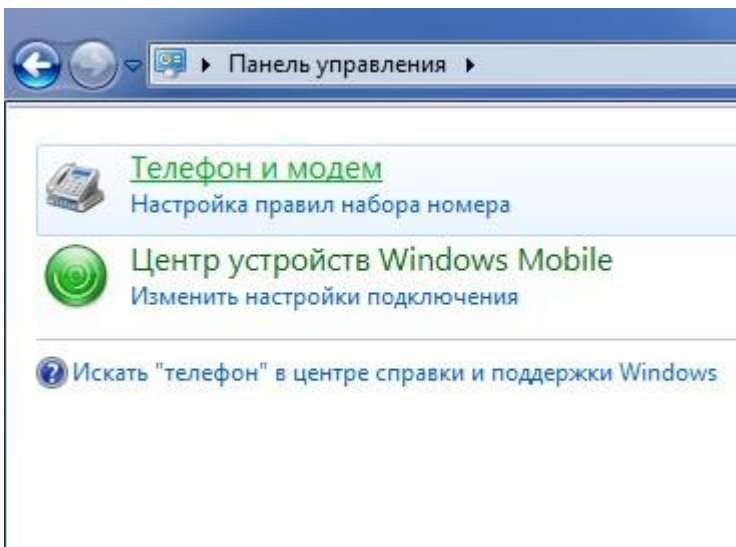 Панель управления
Телефон и модем
Настройка правил набора номера
Центр устройств Windows Mobile
Изменить настройки подключения
Искать "телефон" в центре справки и поддержки Windows